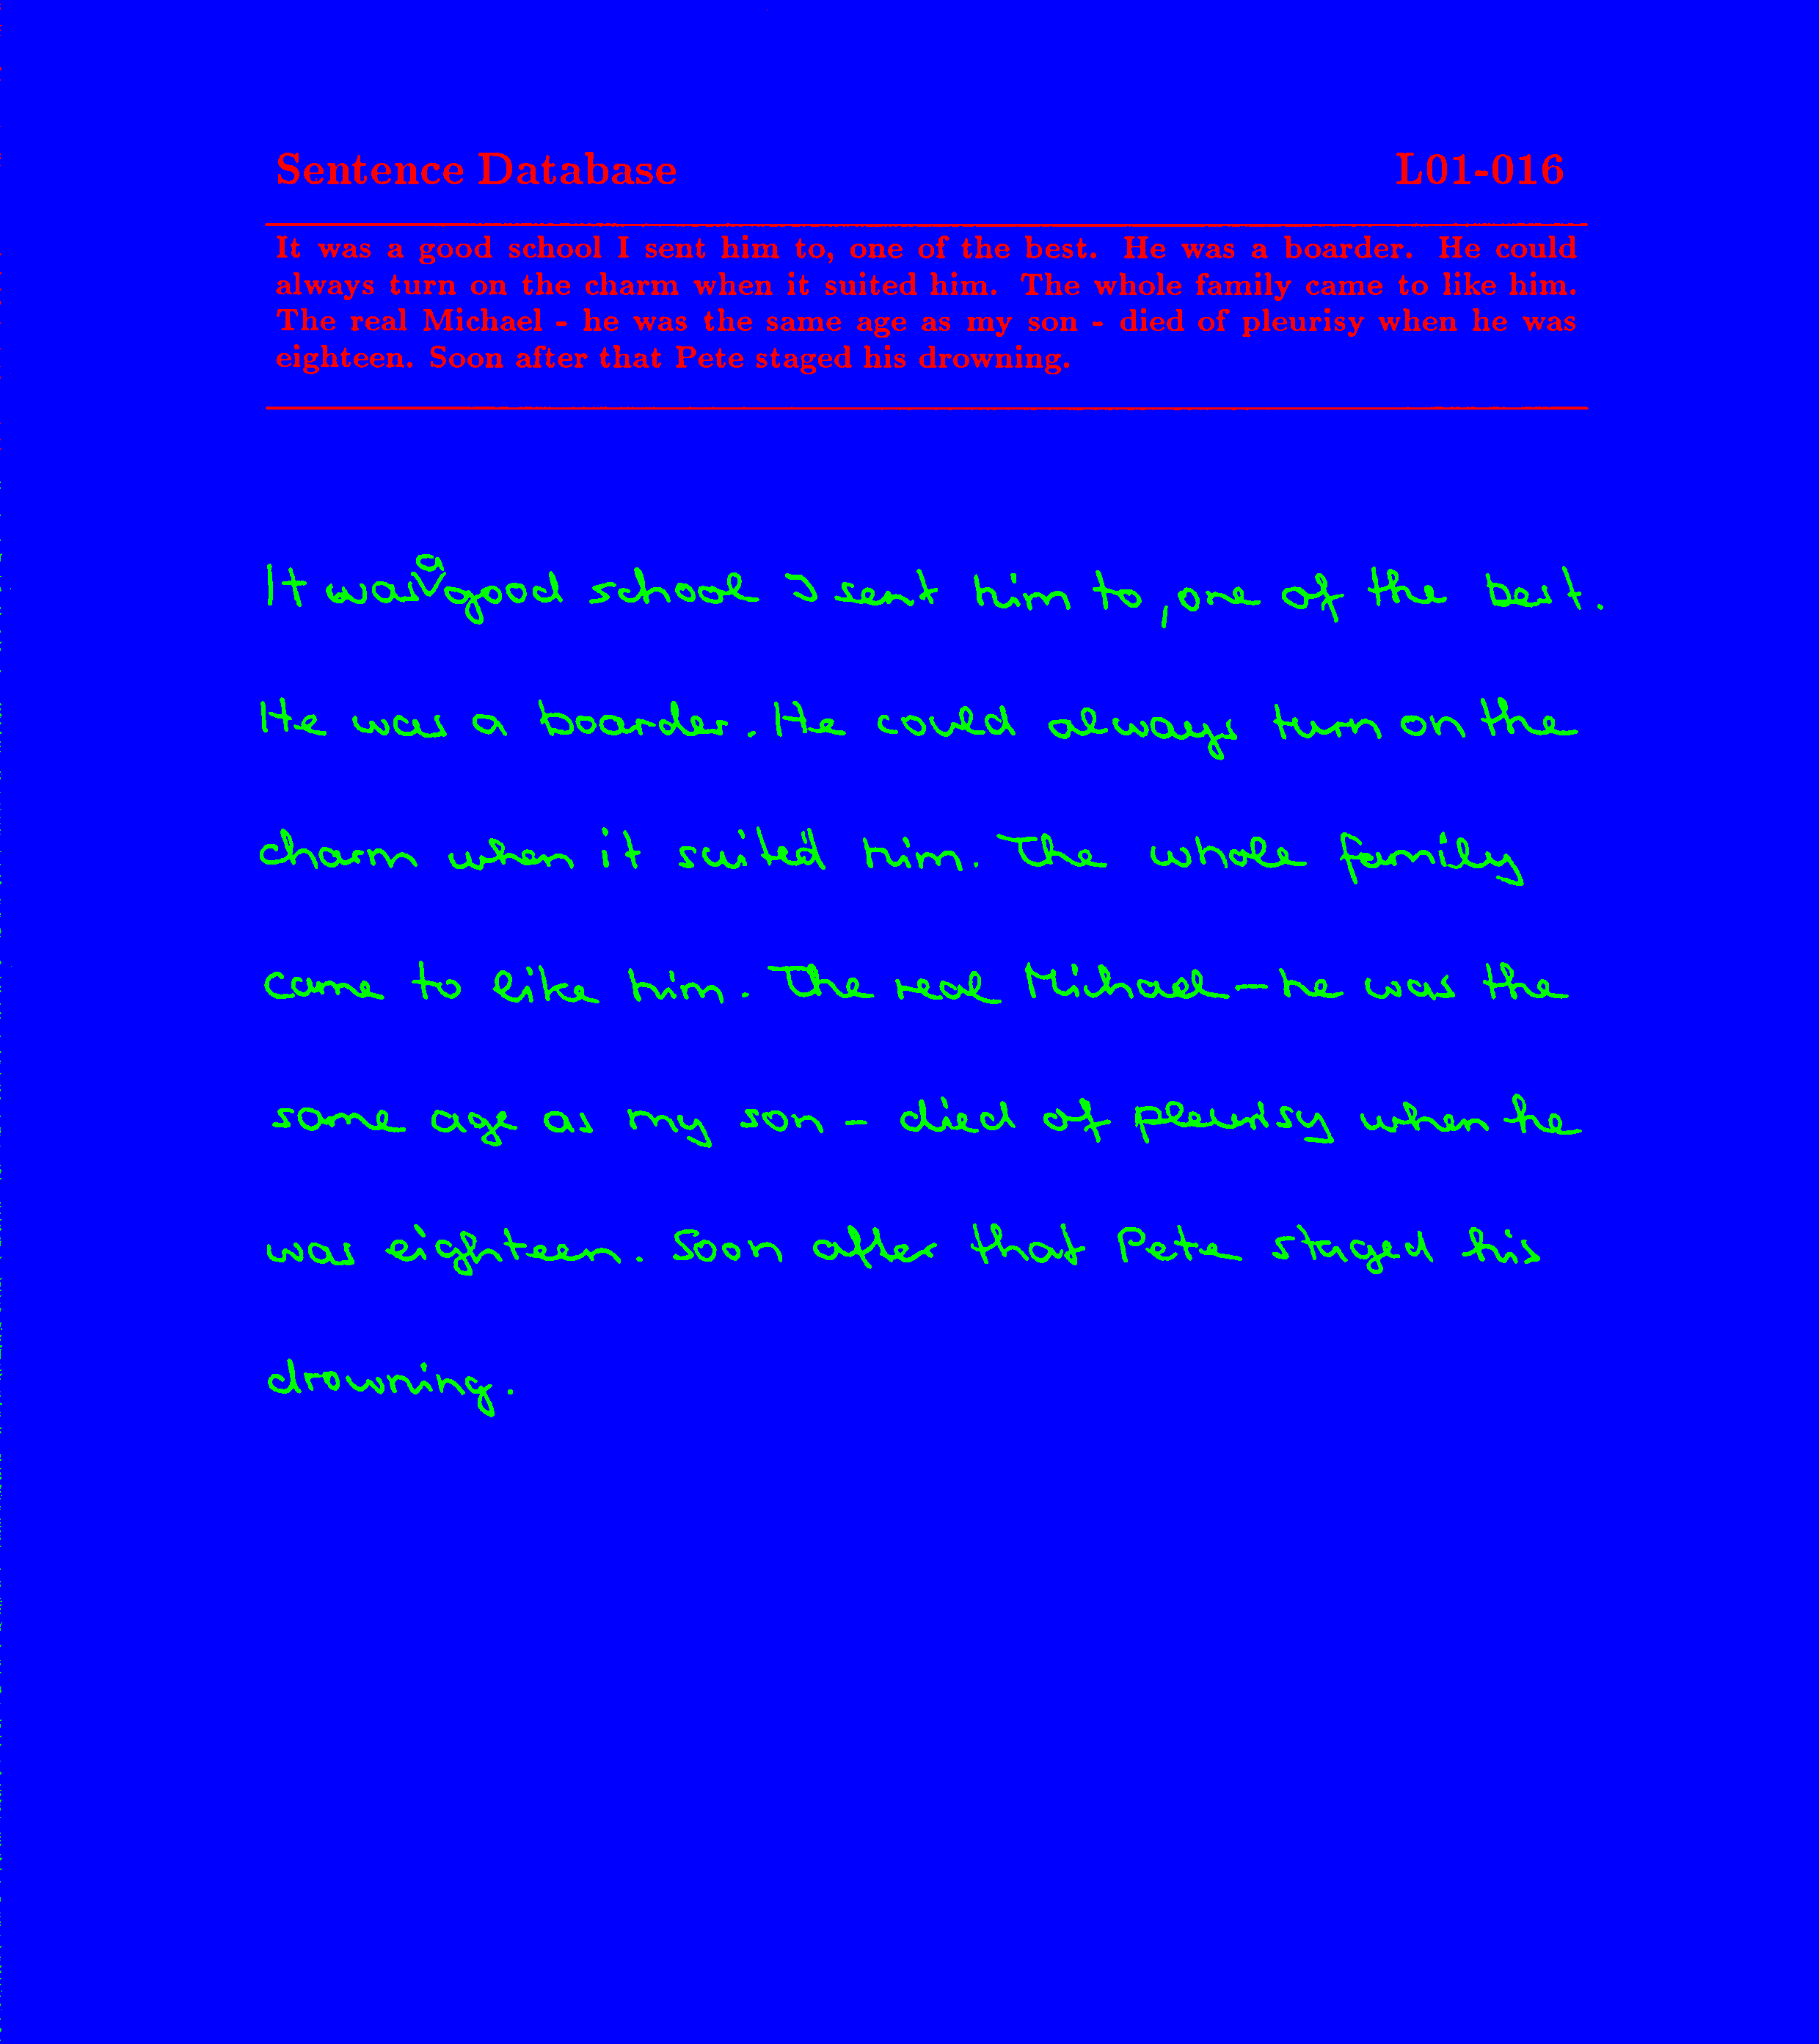 Sentence Database L01-016
It was a good school I sent him to, one of the best. He was a boarder. He could
always turn on the charm when it suited him. The whole family came to like him.
The real Michael - he was the same age as my son - died of pleurisy when he was
eighteen. Soon after that Pete staged his drowning.
It was a good school I sent him to, one of the best.
He was a boarder. He could always turn on the
charm when it suited him. The whole family
came to like him. The real Michael - he was the
same age as my son - died of pleurisy when he
was eighteen. Soon after that Pete staged his
drowning.